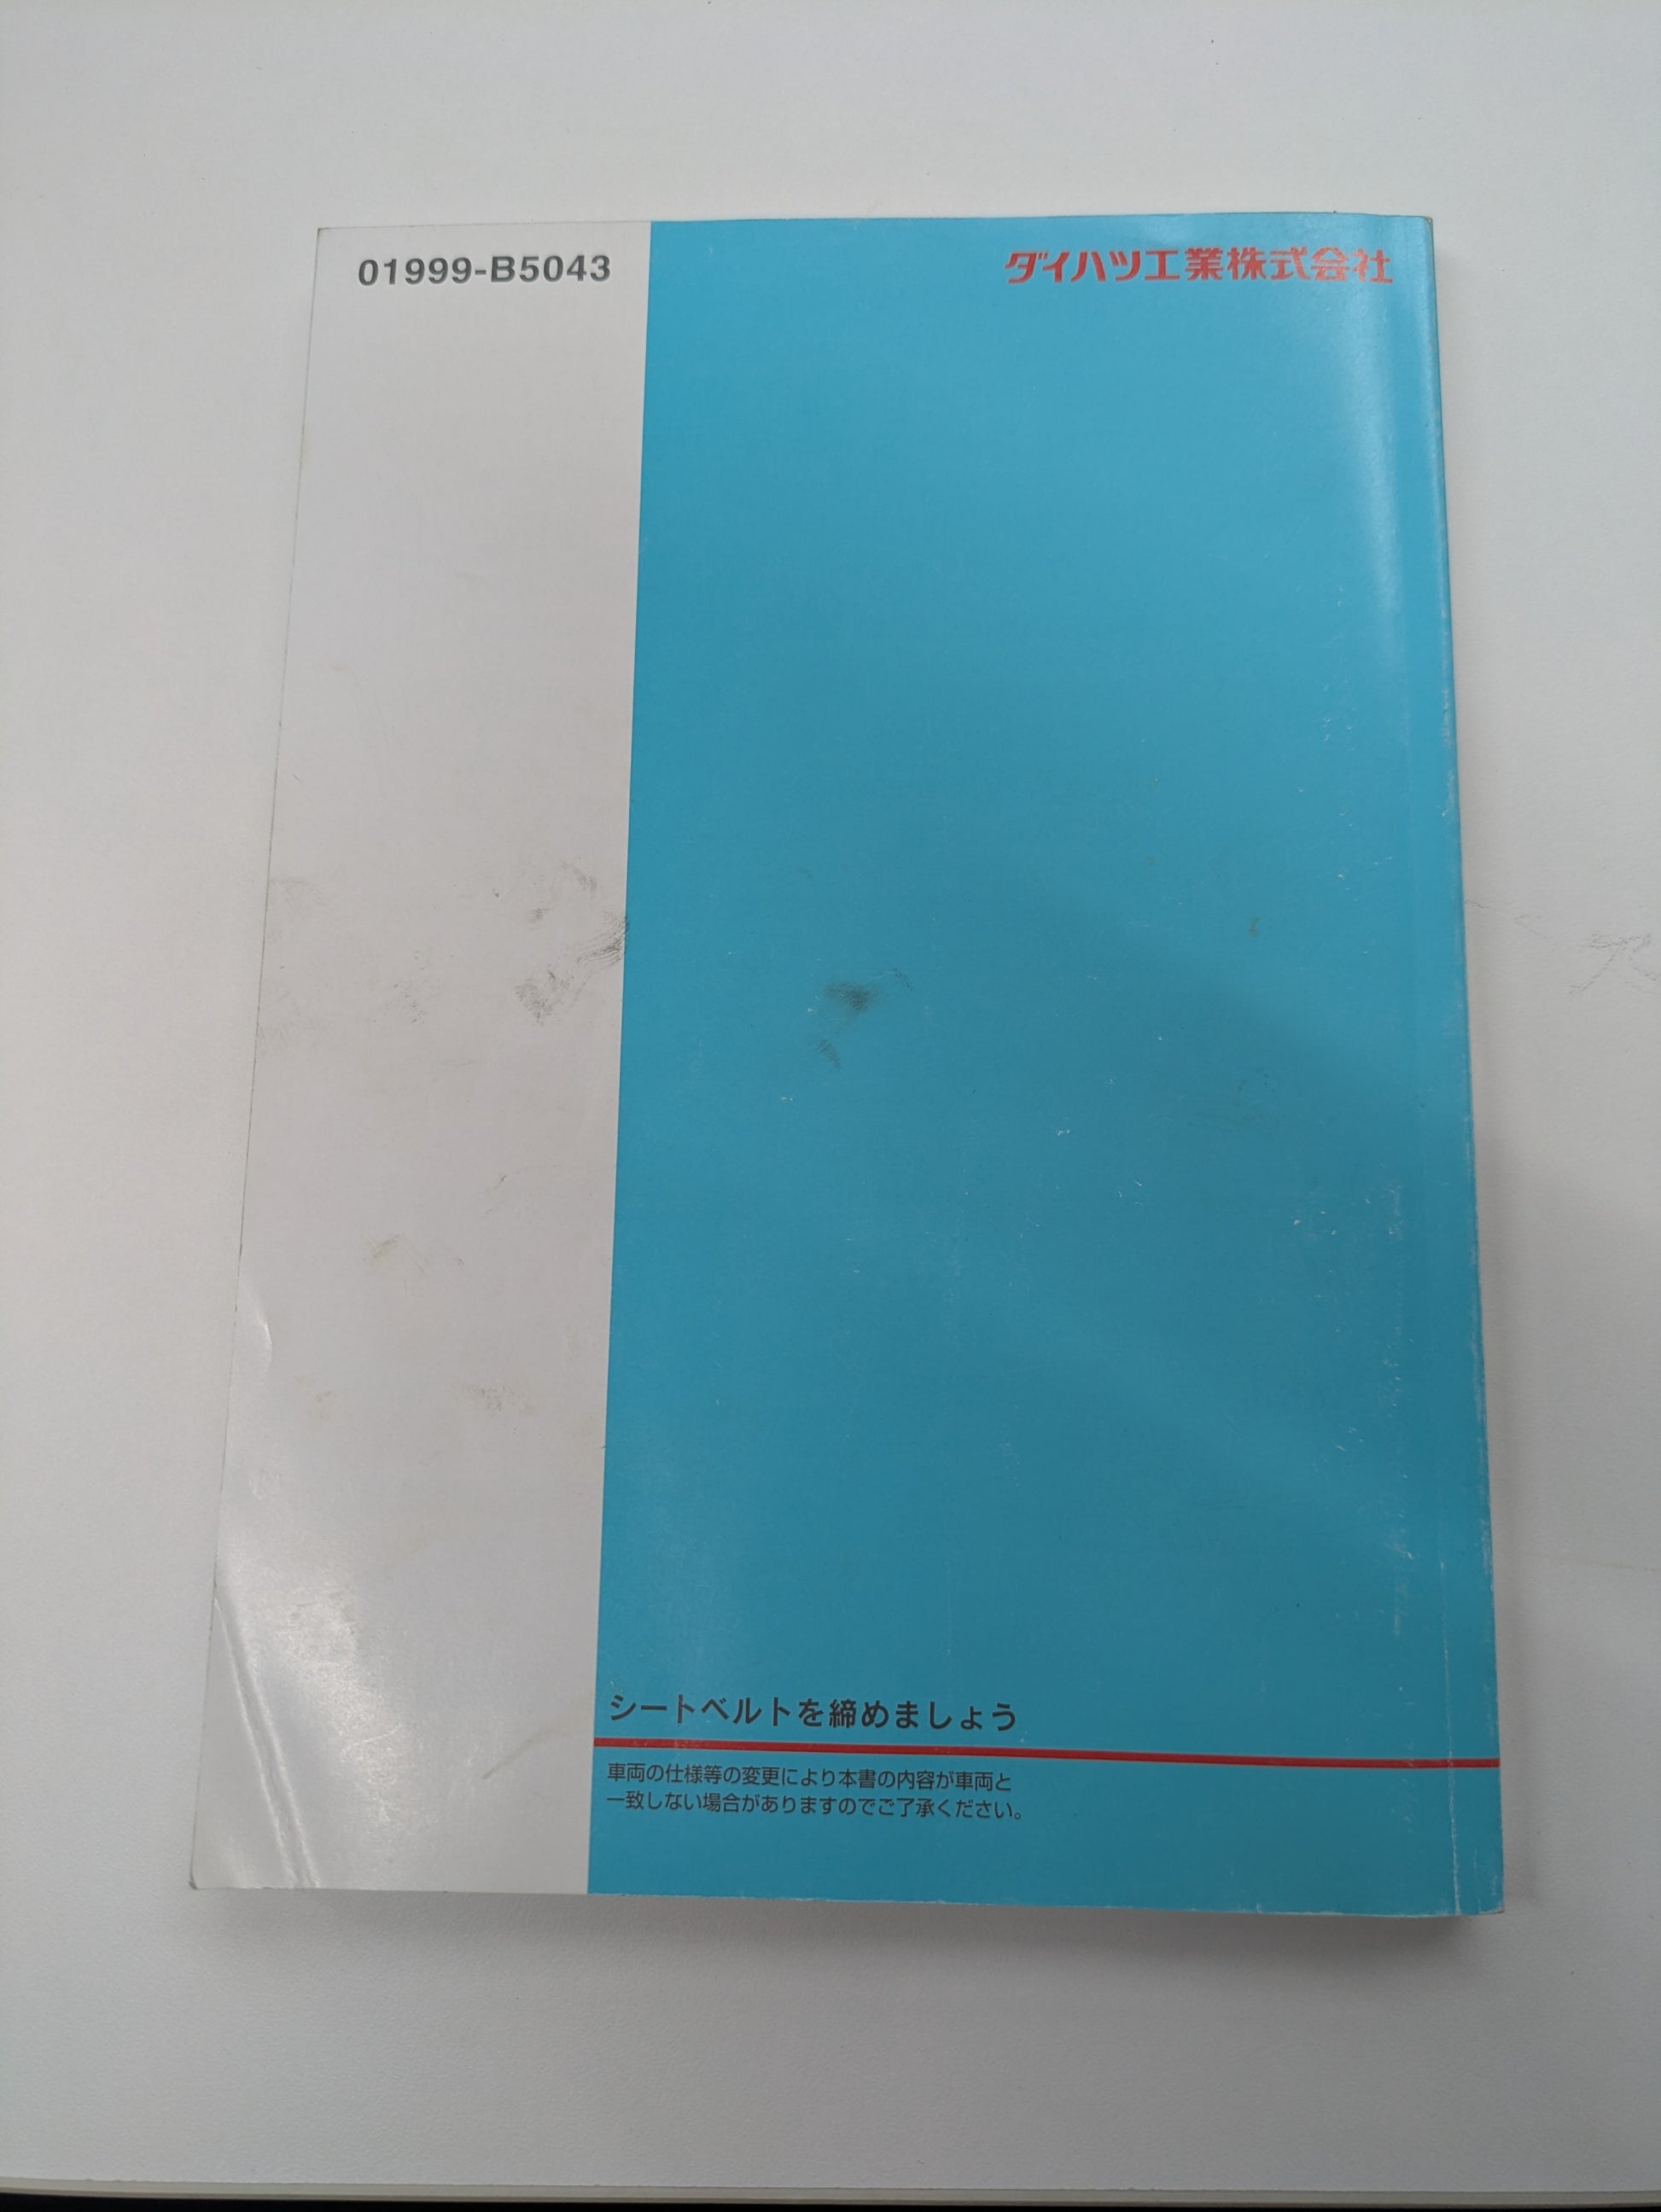 01999-B5043
ダイハツ工業株式会社
シートベルトを締めましょう
車両の仕様等の変更により本書の内容が車両と
一致しない場合がありますのでご了承ください。